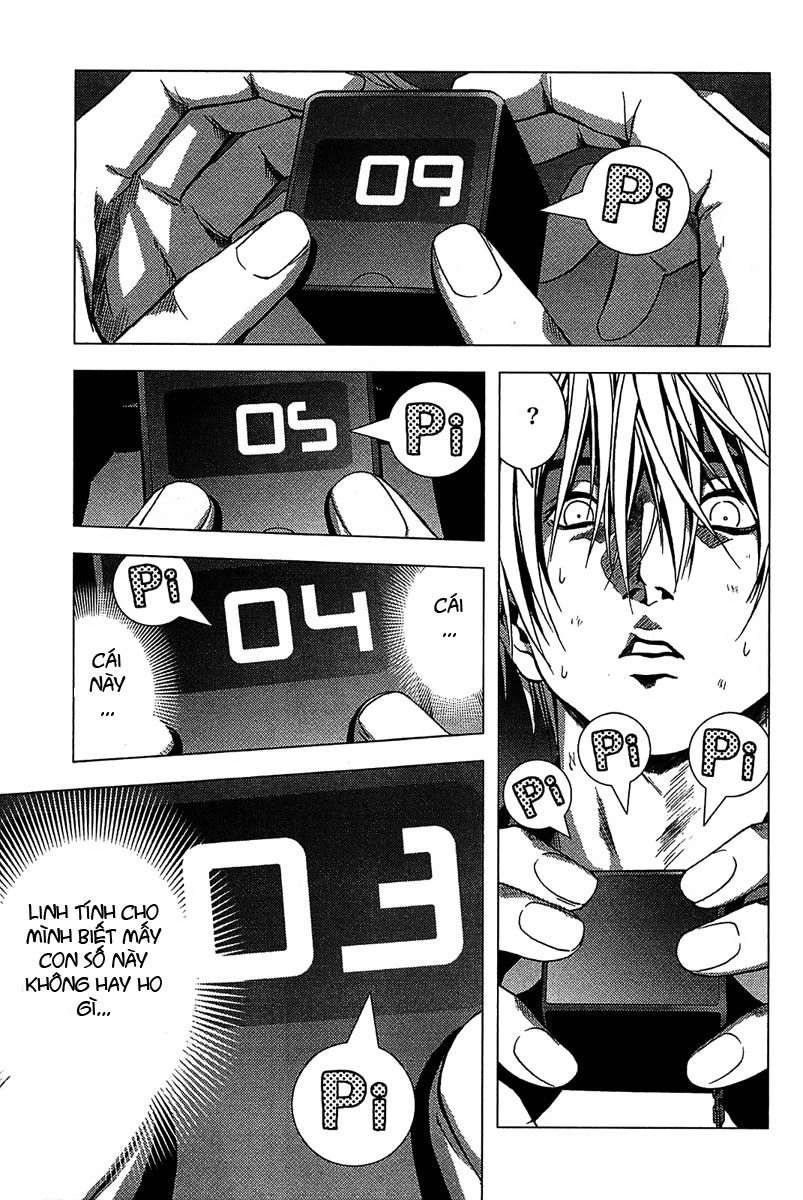 09
Pi
?
Pi
Pi
Pi
05
Pi
Pi
04
CÁI
...
CÁI
NÀY
...
03
LINH TÍNH CHO
MÌNH BIẾT MẤY
CON SỐ NÀY
KHÔNG HAY HO
GÌ...
Pi